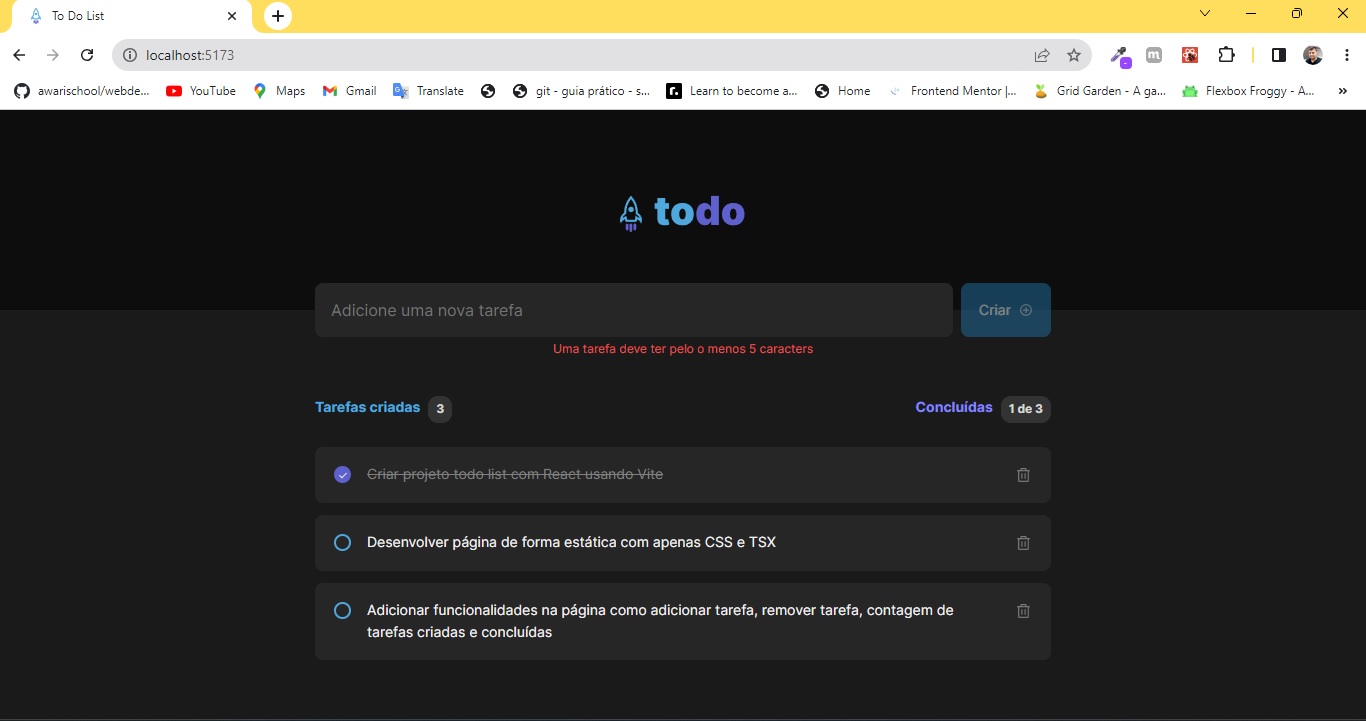 To Do List
localhost:5173
awarischool/webde...
YouTube
Maps
Gmail
Translate
git - guia prático - s...
Learn to become a...
Home
Frontend Mentor |...
Grid Garden - A ga...
Flexbox Froggy - A...
»
todo
Adicione uma nova tarefa
Criar
Uma tarefa deve ter pelo o menos 5 caracters
Tarefas criadas 3
Concluídas 1 de 3
Criar projeto todo list com React usando Vite
Desenvolver página de forma estática com apenas CSS e TSX
Adicionar funcionalidades na página como adicionar tarefa, remover tarefa, contagem de
tarefas criadas e concluídas